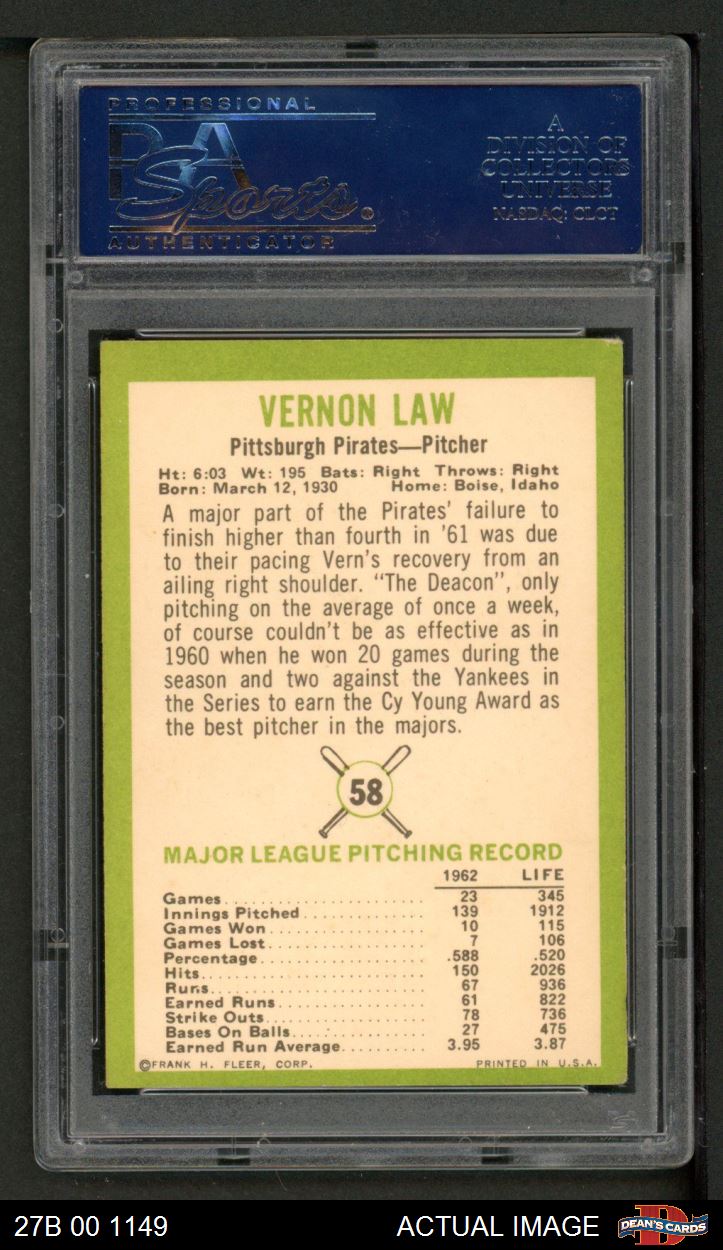 PROFESSIONAL
PSA
Sports®
AUTHENTICATOR
A
DIVISION OF
COLLECTORS
UNIVERSE
NASDAQ: CLCT
VERNON LAW
Pittsburgh Pirates—Pitcher
Ht: 6:03 Wt: 195 Bats: Right Throws: Right
Born: March 12, 1930 Home: Boise, Idaho
A major part of the Pirates' failure to
finish higher than fourth in '61 was due
to their pacing Vern's recovery from an
ailing right shoulder. "The Deacon", only
pitching on the average of once a week,
of course couldn't be as effective as in
1960 when he won 20 games during the
season and two against the Yankees in
the Series to earn the Cy Young Award as
the best pitcher in the majors.
58
MAJOR LEAGUE PITCHING RECORD
1962 LIFE
Games 23 345
Innings Pitched 139 1912
Games Won 10 115
Games Lost 7 106
Percentage .588 .520
Hits 150 2026
Runs 67 936
Earned Runs 61 822
Strike Outs 78 736
Bases On Balls 27 475
Earned Run Average 3.95 3.87
©FRANK H. FLEER, CORP. PRINTED IN U.S.A.
27B 00 1149 ACTUAL IMAGE DEAN'S CARDS